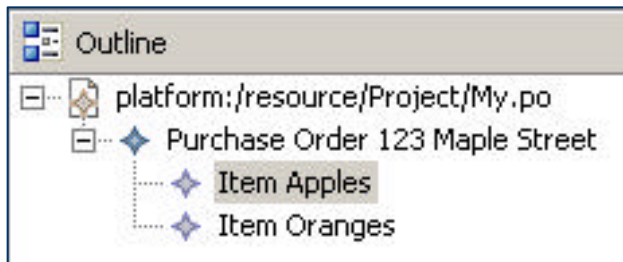 Outline
platform:/resource/Project/My.po
Purchase Order 123 Maple Street
Item Apples
Item Oranges